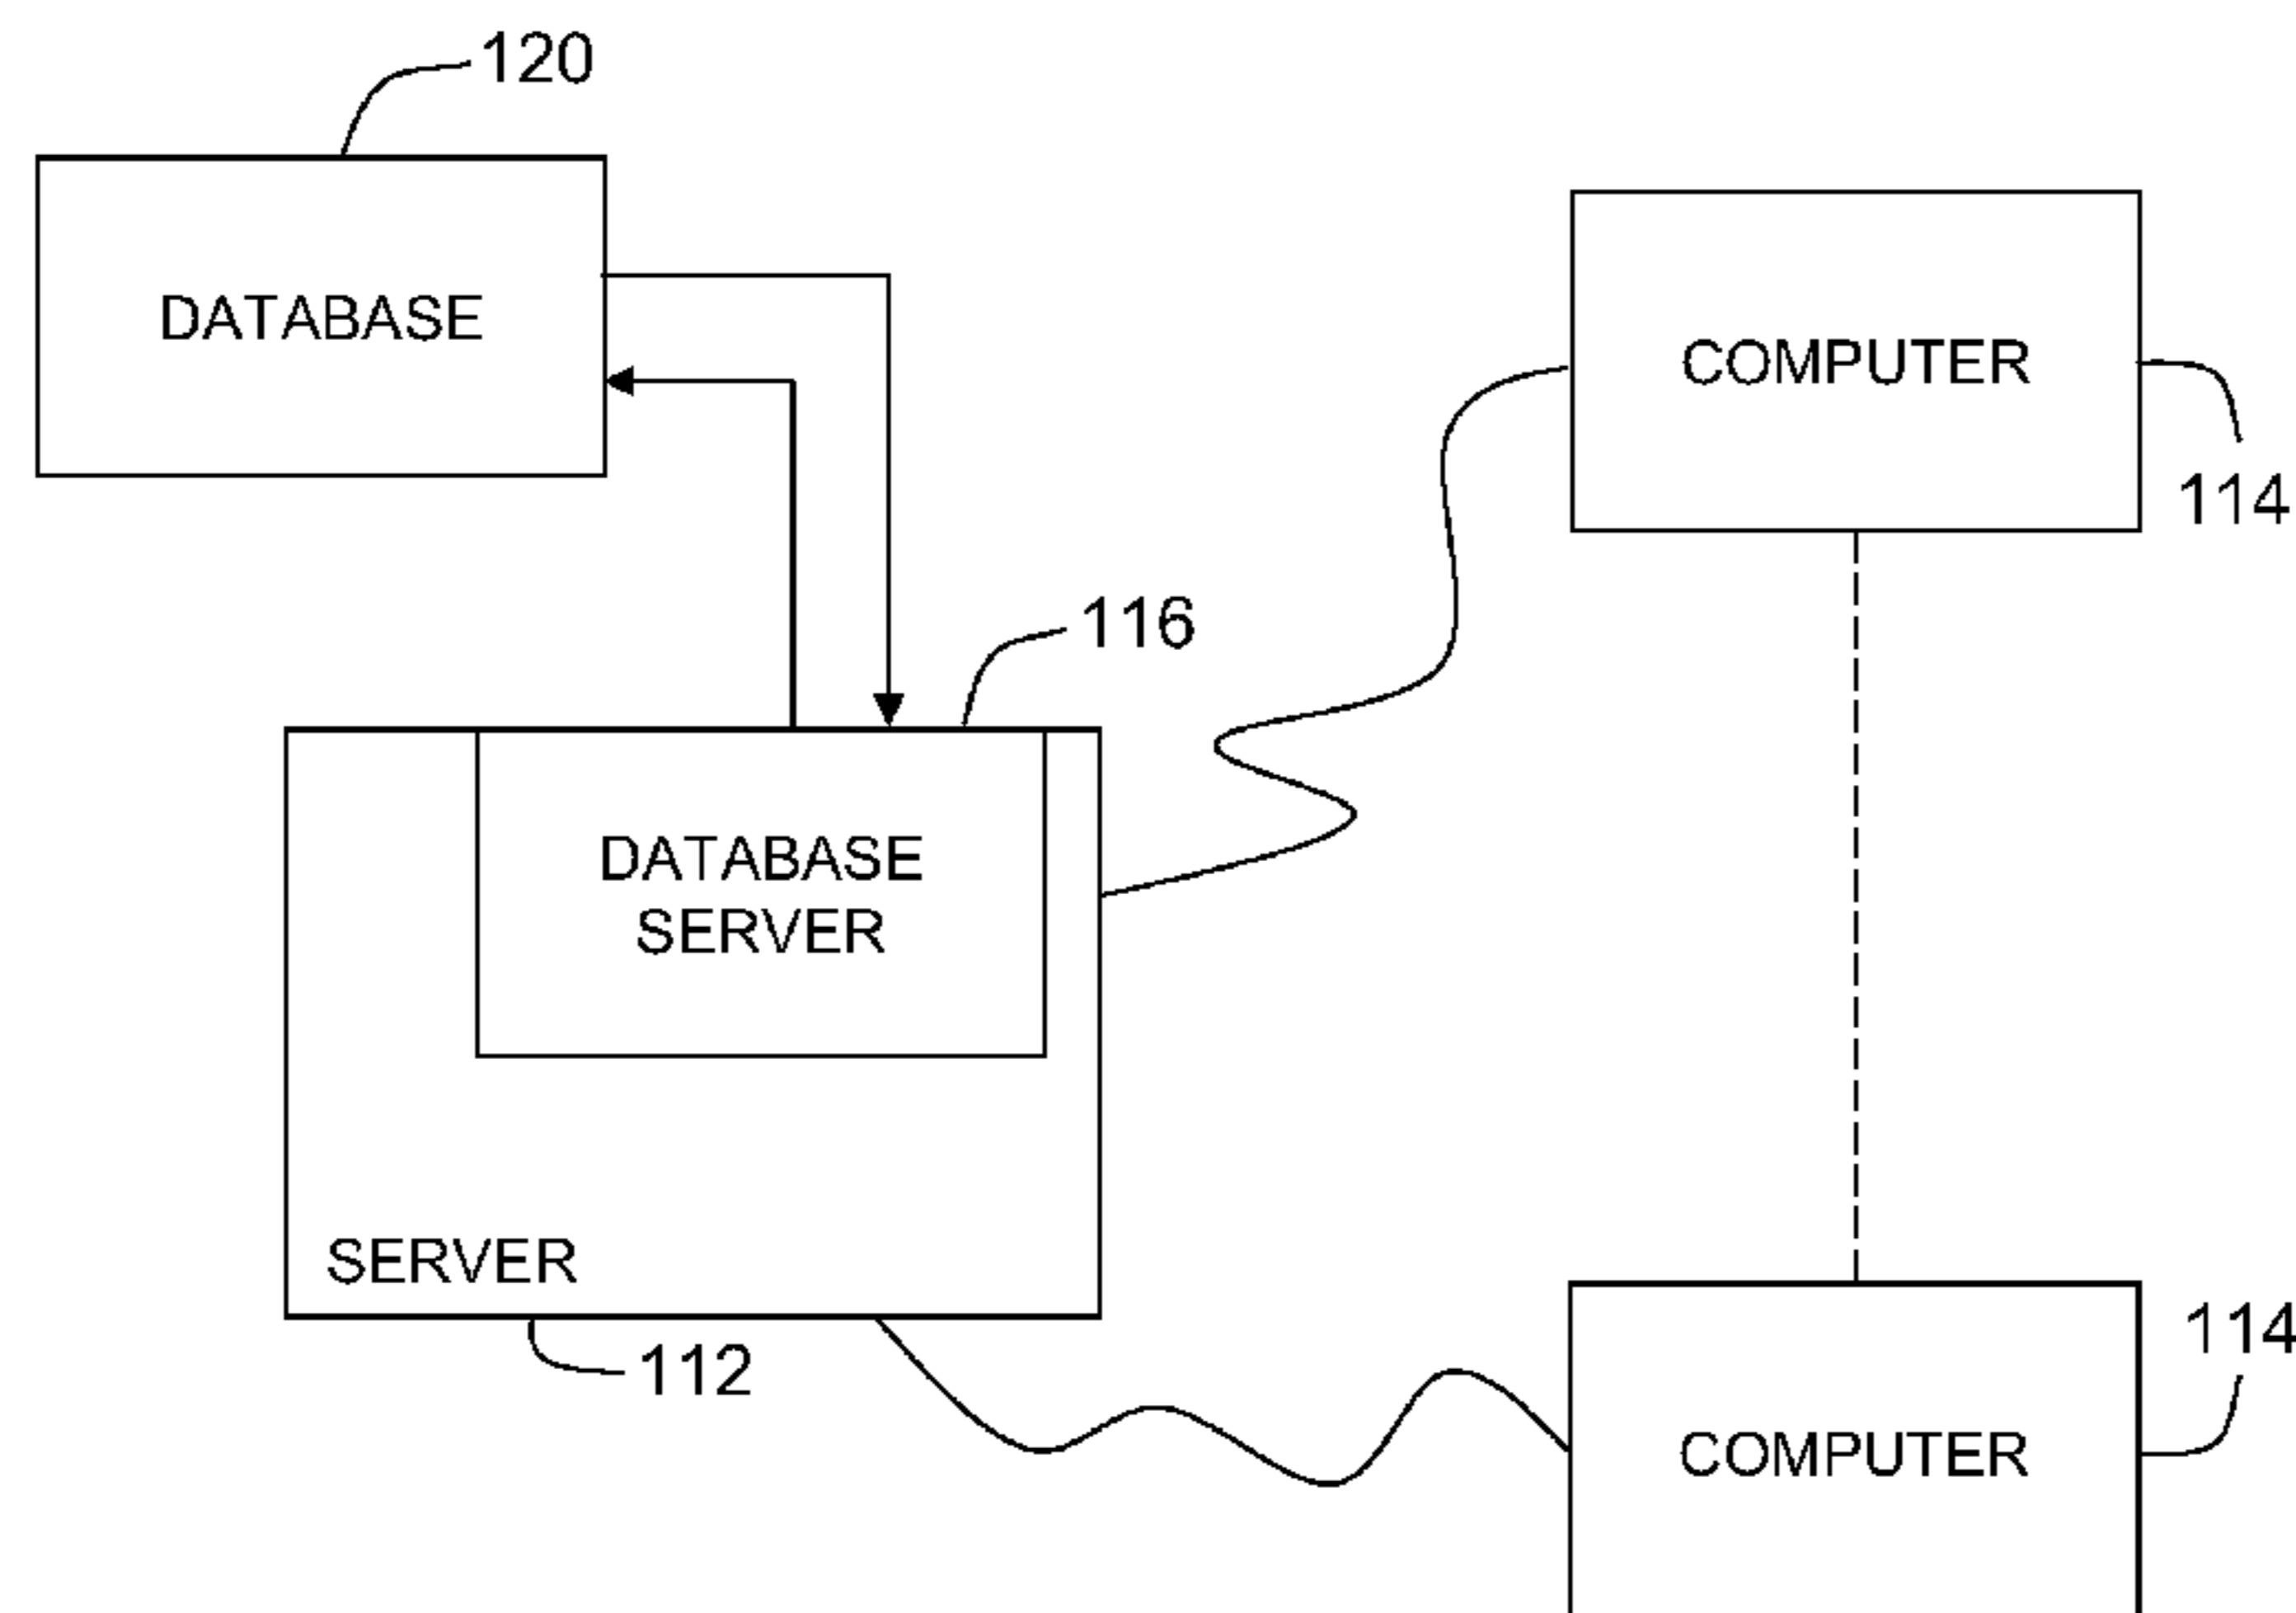 120
DATABASE
COMPUTER
114
116
DATABASE
SERVER
SERVER
112
114
COMPUTER